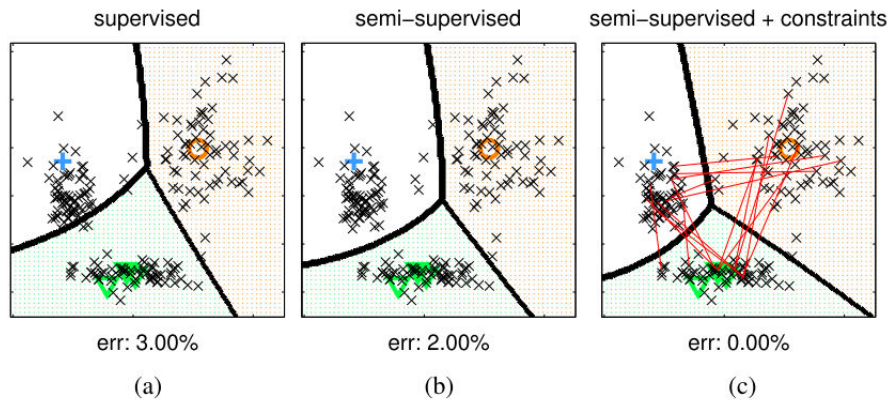 supervised
semi−supervised
semi−supervised + constraints
err: 3.00%
err: 2.00%
err: 0.00%
(a)
(b)
(c)